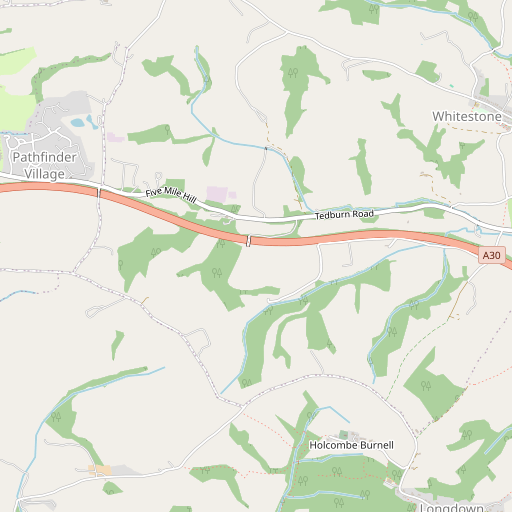 Whitestone
Pathfinder
Village
Five Mile Hill
Tedburn Road
A30
Holcombe Burnell
Longdown